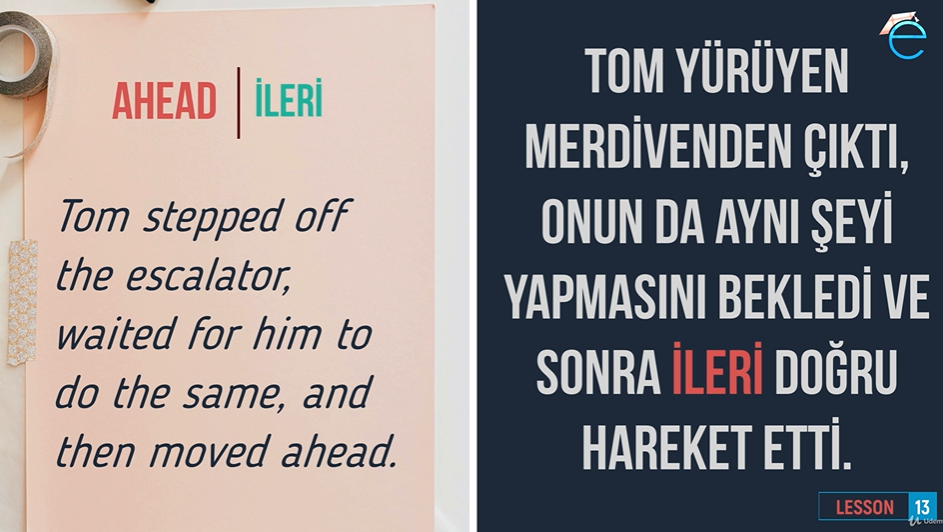 AHEAD | İLERİ
Tom stepped off
the escalator,
waited for him to
do the same, and
then moved ahead.
TOM YÜRÜYEN
MERDİVENDEN ÇIKTI,
ONUN DA AYNI ŞEYİ
YAPMASINI BEKLEDİ VE
SONRA İLERİ DOĞRU
HAREKET ETTİ.
LESSON 13
Udemy